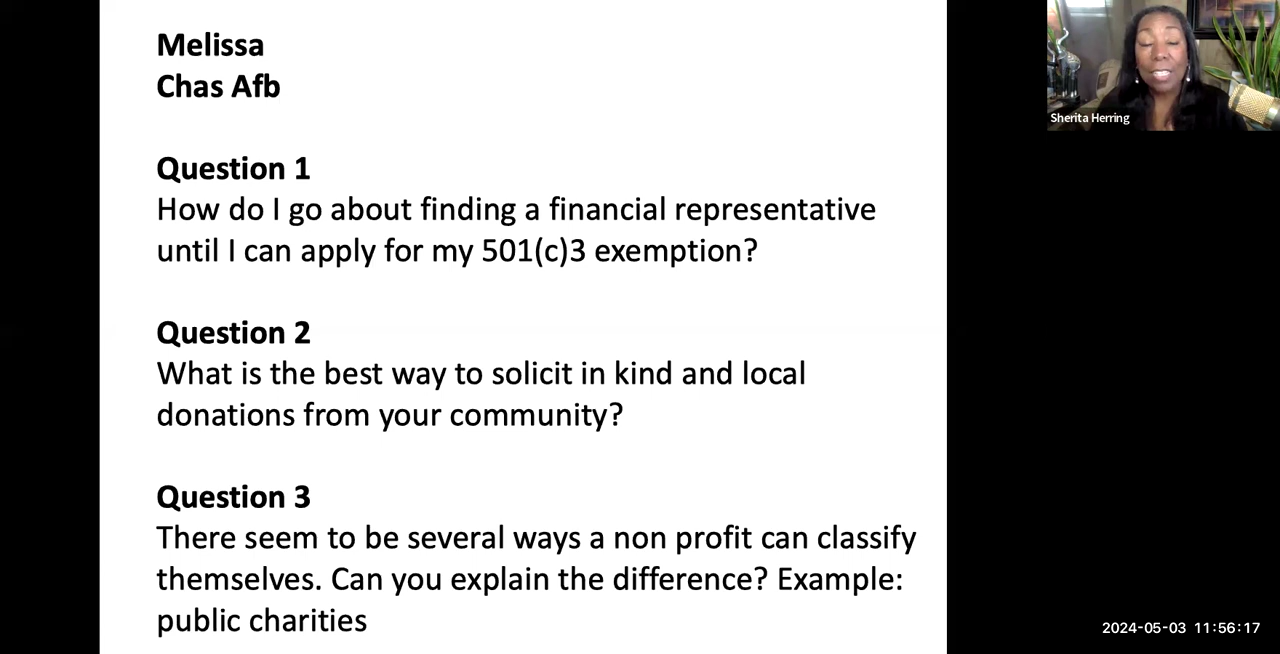 Melissa
Chas Afb
Question 1
How do I go about finding a financial representative
until I can apply for my 501(c)3 exemption?
Question 2
What is the best way to solicit in kind and local
donations from your community?
Question 3
There seem to be several ways a non profit can classify
themselves. Can you explain the difference? Example:
public charities
Sherita Herring
2024-05-03 11:56:17